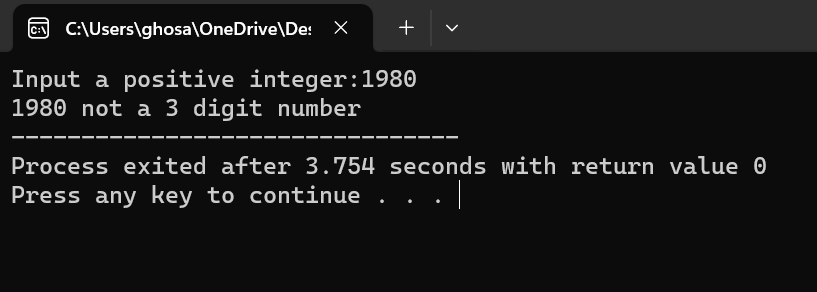 C:\Users\ghosa\OneDrive\De
Input a positive integer:1980
1980 not a 3 digit number
--------------------------------
Process exited after 3.754 seconds with return value 0
Press any key to continue . . .